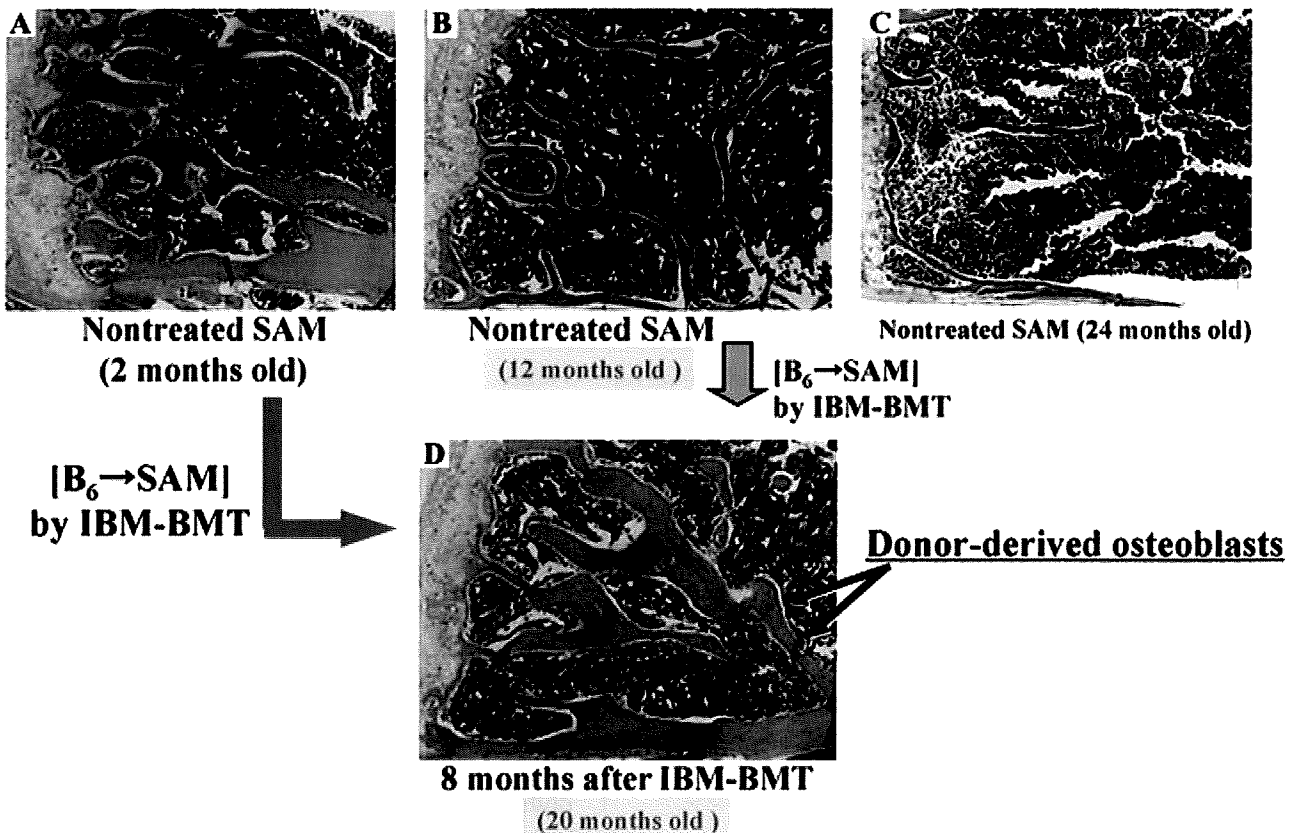 A
B
C
Nontreated SAM
(2 months old)
Nontreated SAM
(12 months old )
Nontreated SAM (24 months old)
[B₆→SAM]
by IBM-BMT
[B₆→SAM]
by IBM-BMT
D
Donor-derived osteoblasts
8 months after IBM-BMT
(20 months old )